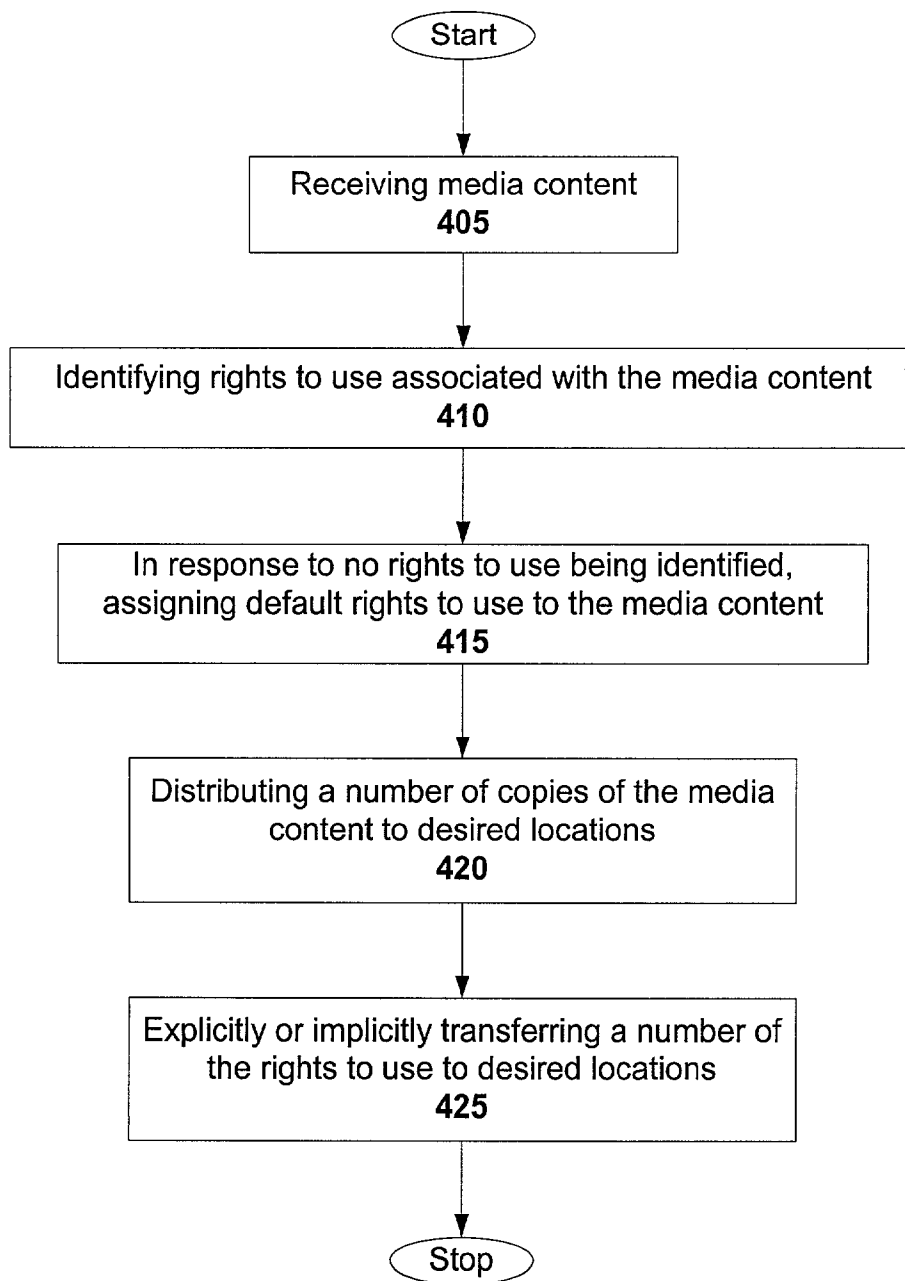 Start
Receiving media content
405
Identifying rights to use associated with the media content
410
In response to no rights to use being identified,
assigning default rights to use to the media content
415
Distributing a number of copies of the media
content to desired locations
420
Explicitly or implicitly transferring a number of
the rights to use to desired locations
425
Stop